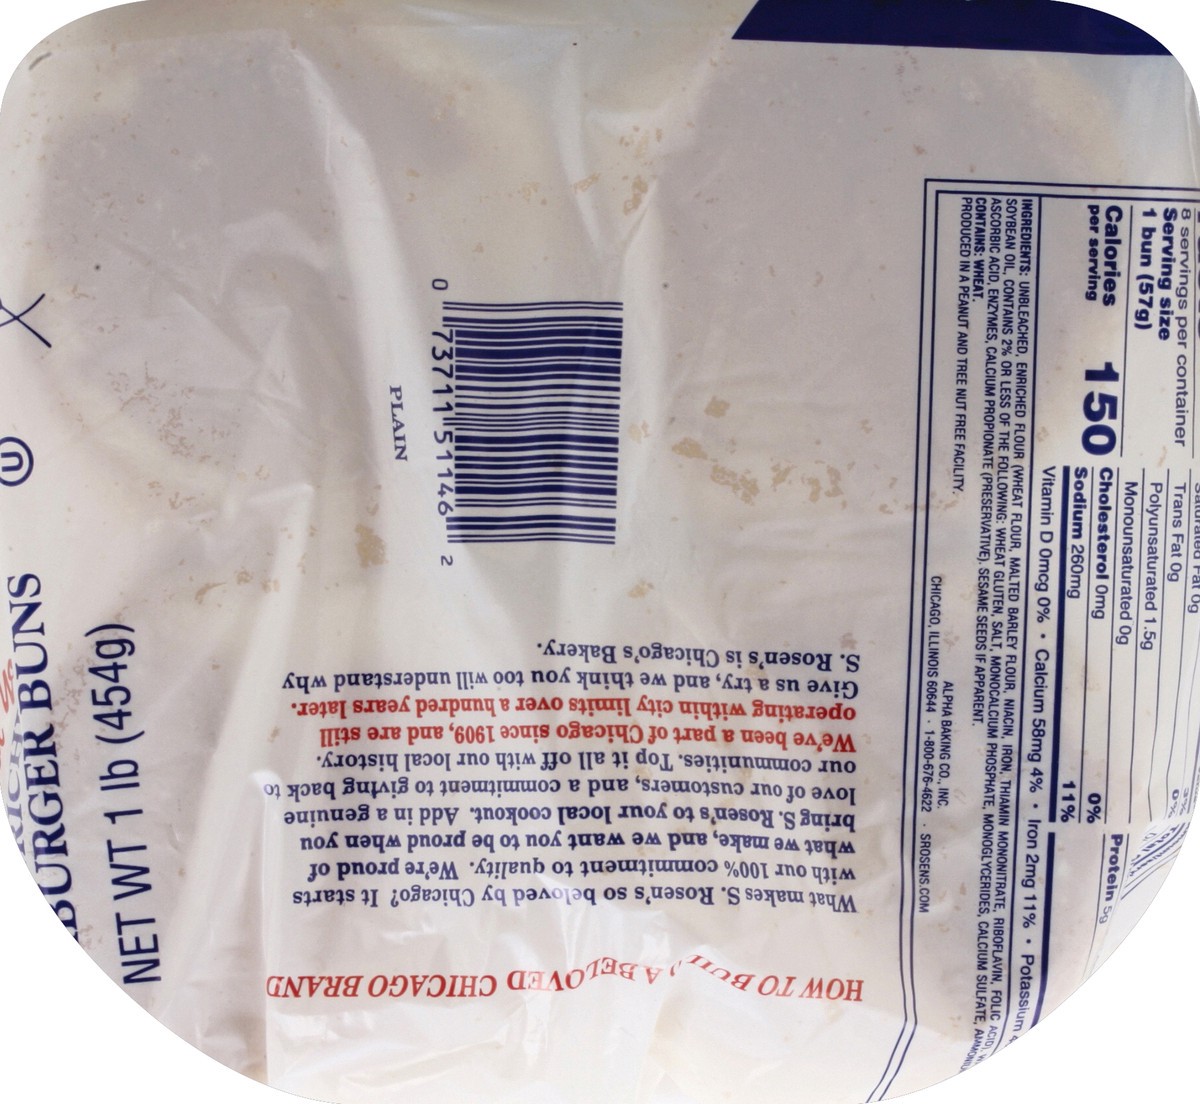 BURGER BUNS
NET WT 1 lb (454g)
U
PLAIN
0 73711 51146 2
HOW TO A BELOVED CHICAGO BRAND
What makes S. Rosen's so beloved by Chicago? It starts
with our 100% commitment to quality. We're proud of
what we make, and we want you to be proud when you
bring S. Rosen's to your local cookout. Add in a genuine
love of our customers, and a commitment to giving back to
our communities. Top it all off with our local history.
We've been a part of Chicago since 1909, and are still
operating within city limits over a hundred years later.
Give us a try, and we think you too will understand why
S. Rosen's is Chicago's Bakery.
8 servings per container
Serving size
1 bun (57g)
Calories 150
per serving
Saturated Fat 0g
Trans Fat 0g
Polyunsaturated 1.5g
Monounsaturated 0g
Cholesterol 0mg 0%
Sodium 260mg 11%
Protein 5g
Vitamin D 0mcg 0% • Calcium 58mg 4% • Iron 2mg 11% • Potassium
INGREDIENTS: UNBLEACHED, ENRICHED FLOUR (WHEAT FLOUR, MALTED BARLEY FLOUR, NIACIN, IRON, THIAMIN MONONITRATE, RIBOFLAVIN, FOLIC ACID),
SOYBEAN OIL, CONTAINS 2% OR LESS OF THE FOLLOWING: WHEAT GLUTEN, SALT, MONOCALCIUM PHOSPHATE, MONOGLYCERIDES, CALCIUM SULFATE,
ASCORBIC ACID, ENZYMES, CALCIUM PROPIONATE (PRESERVATIVE). SESAME SEEDS IF APPARENT.
CONTAINS: WHEAT.
PRODUCED IN A PEANUT AND TREE NUT FREE FACILITY.
ALPHA BAKING CO., INC.
CHICAGO, ILLINOIS 60644 · 1-800-676-4622 · SROSENS.COM